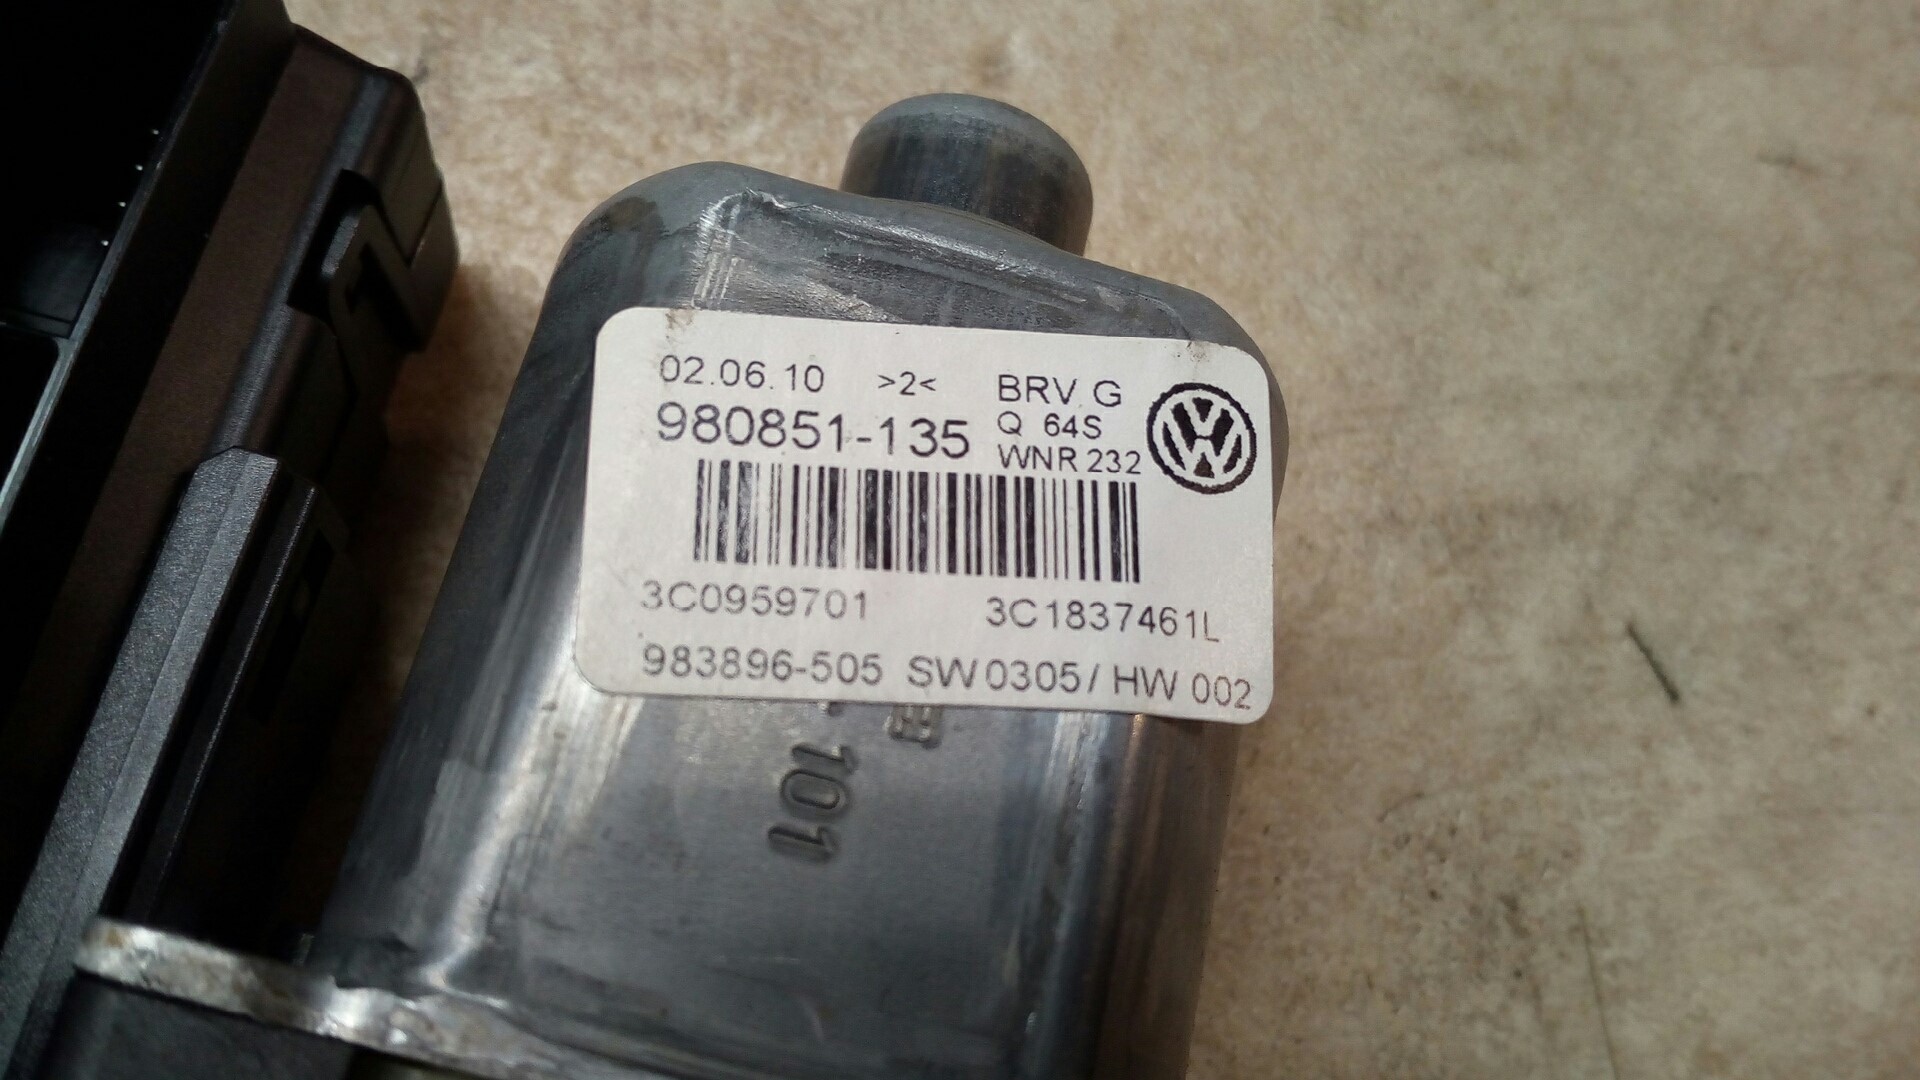 02.06.10 >2< BRV G
980851-135 Q 64S
WNR 232
3C0959701 3C1837461L
983896-505 SW0305/ HW 002
101